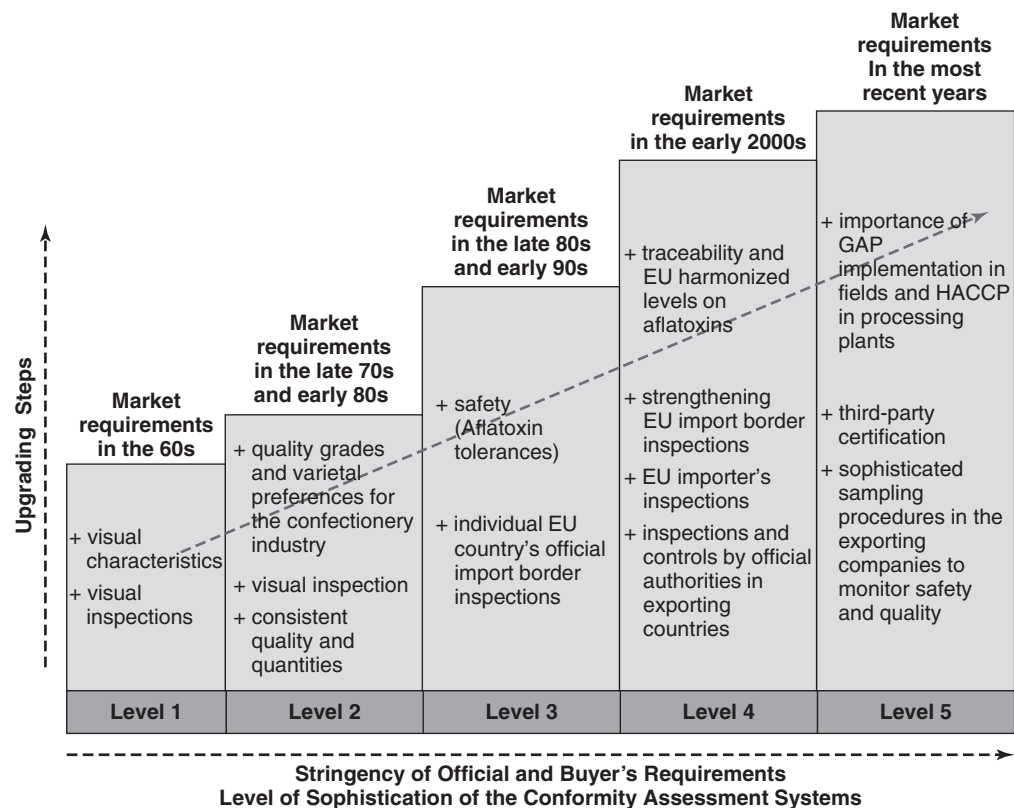 Market
requirements
In the most
recent years
Market
requirements
in the early 2000s
Market
requirements
in the late 80s
and early 90s
Market
requirements
in the late 70s
and early 80s
Market
requirements
in the 60s
Upgrading Steps
+ visual
characteristics
+ visual
inspections
+ quality grades
and varietal
preferences for
the confectionery
industry
+ visual inspection
+ consistent
quality and
quantities
+ safety
(Aflatoxin
tolerances)
+ individual EU
country's official
import border
inspections
+ traceability and
EU harmonized
levels on
aflatoxins
+ strengthening
EU import border
inspections
+ EU importer's
inspections
+ inspections and
controls by official
authorities in
exporting
countries
+ importance of
GAP
implementation in
fields and HACCP
in processing
plants
+ third-party
certification
+ sophisticated
sampling
procedures in the
exporting
companies to
monitor safety
and quality
Level 1
Level 2
Level 3
Level 4
Level 5
Stringency of Official and Buyer's Requirements
Level of Sophistication of the Conformity Assessment Systems